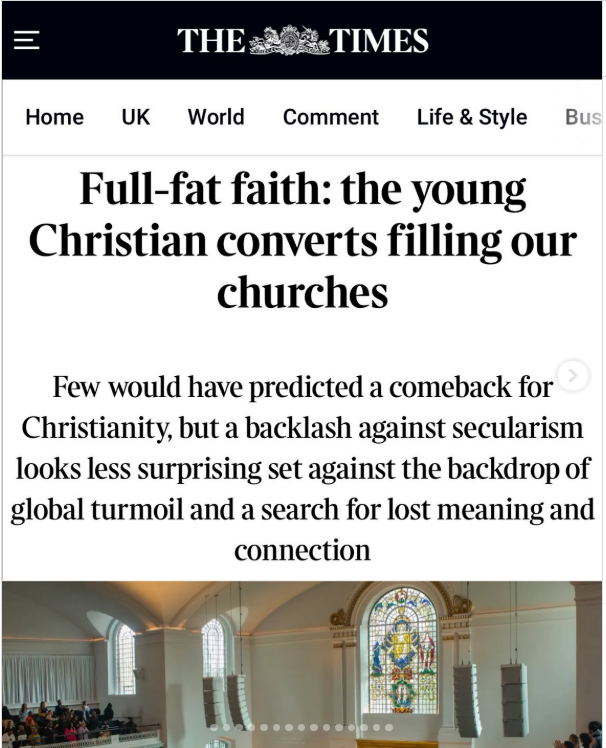 THE TIMES
Home UK World Comment Life & Style Bus
Full-fat faith: the young
Christian converts filling our
churches
Few would have predicted a comeback for
Christianity, but a backlash against secularism
looks less surprising set against the backdrop of
global turmoil and a search for lost meaning and
connection